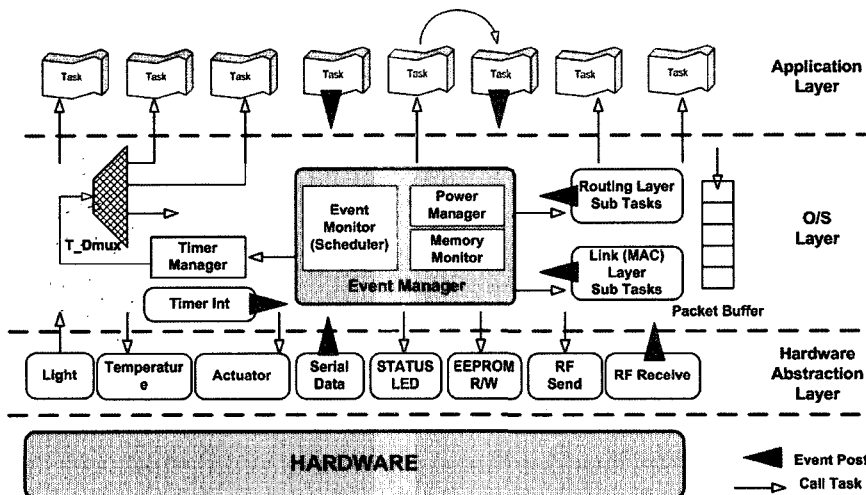 Task
Task
Task
Task
Task
Task
Task
Task
Application
Layer
T_Dmux
Timer
Manager
Timer Int
Event
Monitor
(Scheduler)
Power
Manager
Memory
Monitor
Event Manager
Routing Layer
Sub Tasks
Link (MAC)
Layer
Sub Tasks
Packet Buffer
O/S
Layer
Light
Temperatur
e
Actuator
Serial
Data
STATUS
LED
EEPROM
R/W
RF
Send
RF Receive
Hardware
Abstraction
Layer
HARDWARE
Event Post
Call Task